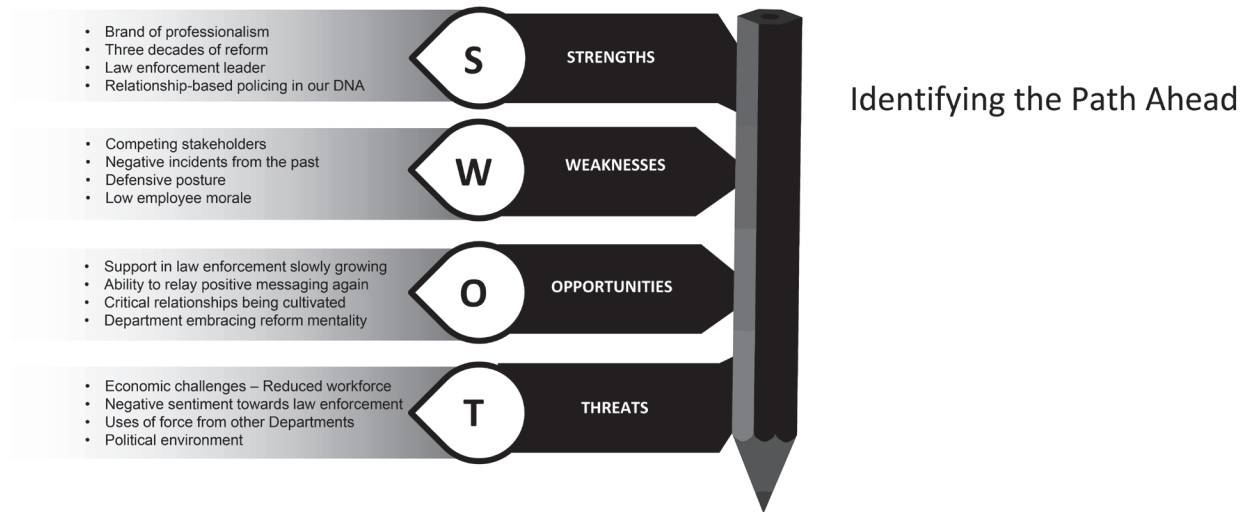 • Brand of professionalism
• Three decades of reform
• Law enforcement leader
• Relationship-based policing in our DNA
S
STRENGTHS
Identifying the Path Ahead
• Competing stakeholders
• Negative incidents from the past
• Defensive posture
• Low employee morale
W
WEAKNESSES
• Support in law enforcement slowly growing
• Ability to relay positive messaging again
• Critical relationships being cultivated
• Department embracing reform mentality
O
OPPORTUNITIES
• Economic challenges – Reduced workforce
• Negative sentiment towards law enforcement
• Uses of force from other Departments
• Political environment
T
THREATS